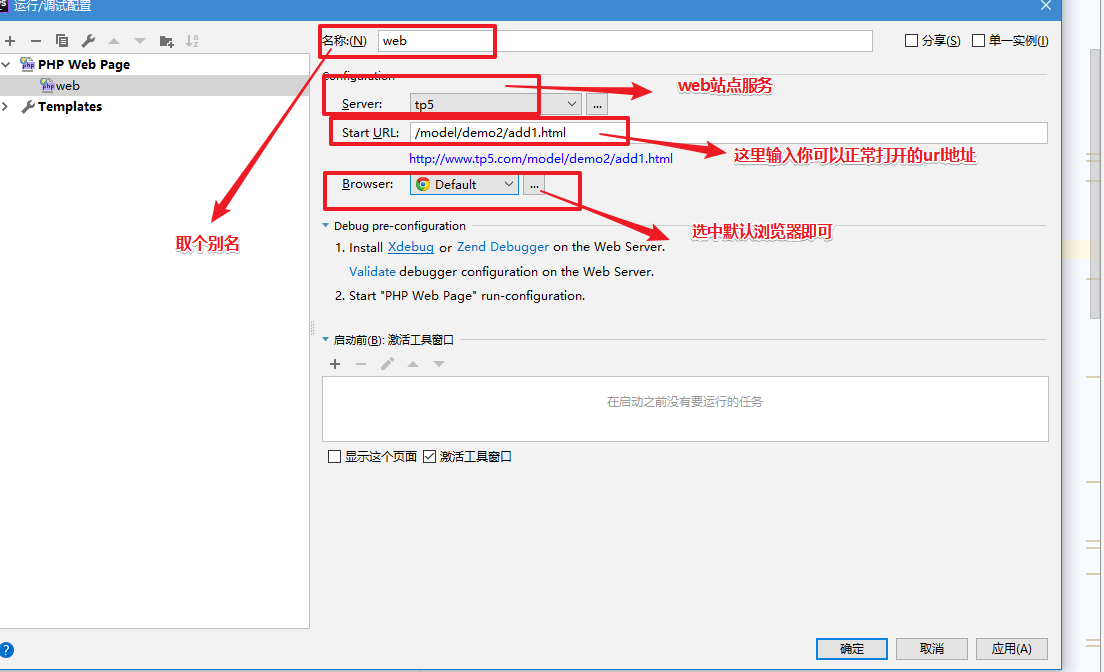 运行/调试配置
名称:(N) web
分享(S) 单一实例(I)
PHP Web Page
web
Templates
Configuration
Server: tp5 ...
web站点服务
Start URL: /model/demo2/add1.html
http://www.tp5.com/model/demo2/add1.html
这里输入你可以正常打开的url地址
Browser: Default ...
选中默认浏览器即可
取个别名
Debug pre-configuration
1. Install Xdebug or Zend Debugger on the Web Server.
Validate debugger configuration on the Web Server.
2. Start "PHP Web Page" run-configuration.
启动前(B): 激活工具窗口
在启动之前没有要运行的任务
显示这个页面 激活工具窗口
确定 取消 应用(A)